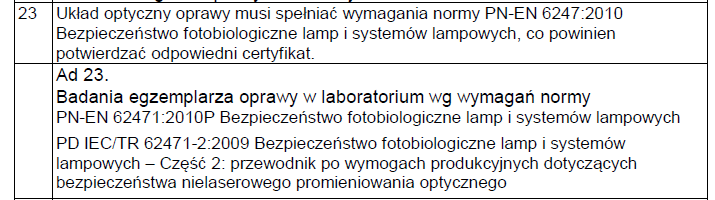 23 Układ optyczny oprawy musi spełniać wymagania normy PN-EN 6247:2010
Bezpieczeństwo fotobiologiczne lamp i systemów lampowych, co powinien
potwierdzać odpowiedni certyfikat.
Ad 23.
Badania egzemplarza oprawy w laboratorium wg wymagań normy
PN-EN 62471:2010P Bezpieczeństwo fotobiologiczne lamp i systemów lampowych
PD IEC/TR 62471-2:2009 Bezpieczeństwo fotobiologiczne lamp i systemów
lampowych – Część 2: przewodnik po wymogach produkcyjnych dotyczących
bezpieczeństwa nielaserowego promieniowania optycznego